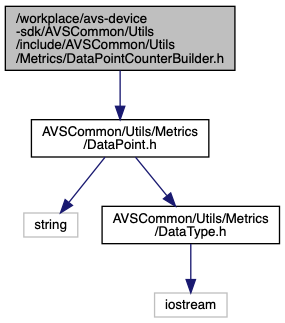 /workplace/avs-device
-sdk/AVSCommon/Utils
/include/AVSCommon/Utils
/Metrics/DataPointCounterBuilder.h
AVSCommon/Utils/Metrics
/DataPoint.h
string
AVSCommon/Utils/Metrics
/DataType.h
iostream